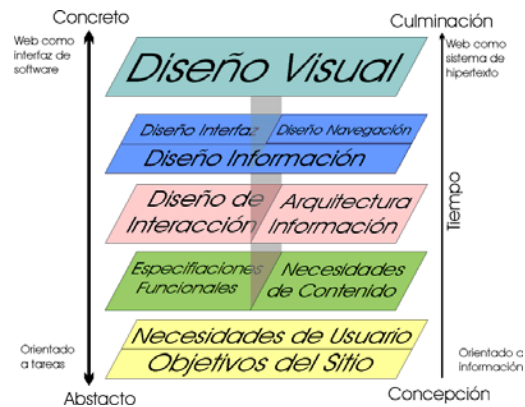 Concreto
Culminación
Web como
interfaz de
software
Web como
sistema de
hipertexto
Diseño Visual
Diseño Interfaz
Diseño Navegación
Diseño Información
Diseño de
Interacción
Arquitectura
Información
Tiempo
Especifiaciones
Funcionales
Necesidades
de Contenido
Necesidades de Usuario
Objetivos del Sitio
Orientado
a tareas
Orientado a
información
Abstacto
Concepción